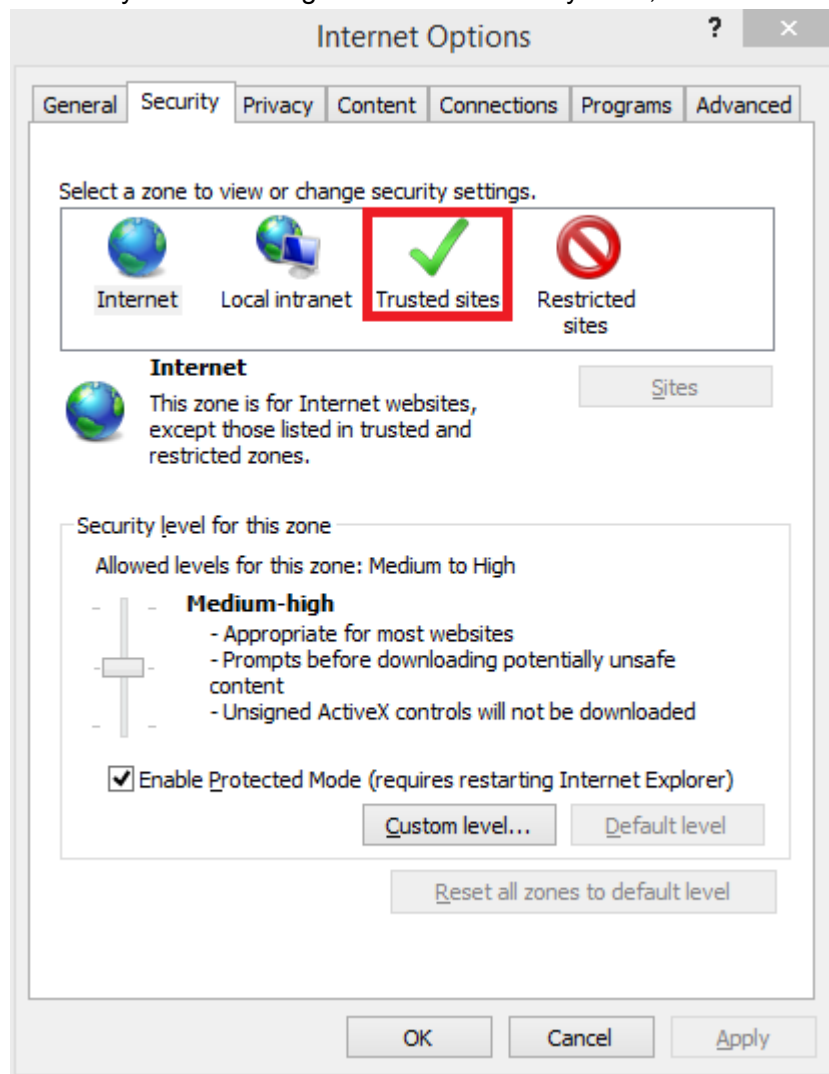 Internet Options
?
×
General Security Privacy Content Connections Programs Advanced
Select a zone to view or change security settings.
Internet Local intranet Trusted sites Restricted
sites
Internet
Sites
This zone is for Internet websites,
except those listed in trusted and
restricted zones.
Security level for this zone
Allowed levels for this zone: Medium to High
Medium-high
- Appropriate for most websites
- Prompts before downloading potentially unsafe
content
- Unsigned ActiveX controls will not be downloaded
Enable Protected Mode (requires restarting Internet Explorer)
Custom level... Default level
Reset all zones to default level
OK Cancel Apply